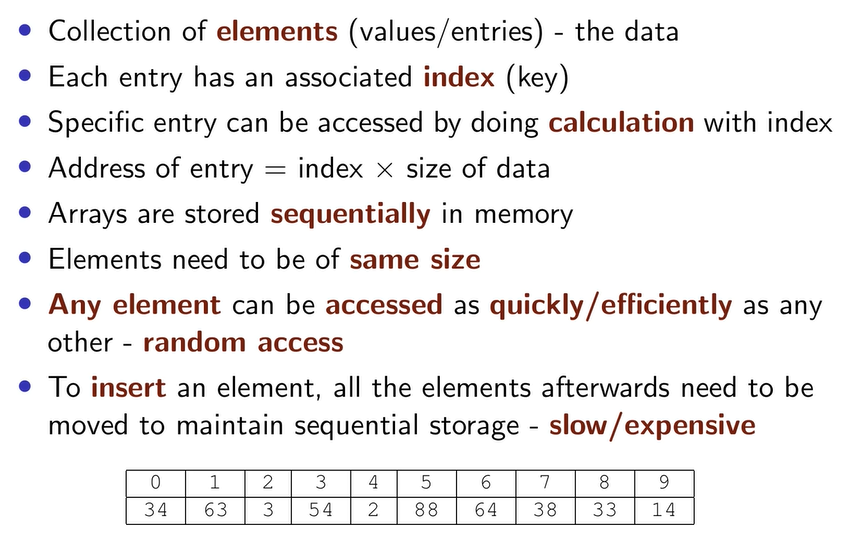 • Collection of elements (values/entries) - the data
• Each entry has an associated index (key)
• Specific entry can be accessed by doing calculation with index
• Address of entry = index × size of data
• Arrays are stored sequentially in memory
• Elements need to be of same size
• Any element can be accessed as quickly/efficiently as any
other - random access
• To insert an element, all the elements afterwards need to be
moved to maintain sequential storage - slow/expensive
0 1 2 3 4 5 6 7 8 9
34 63 3 54 2 88 64 38 33 14